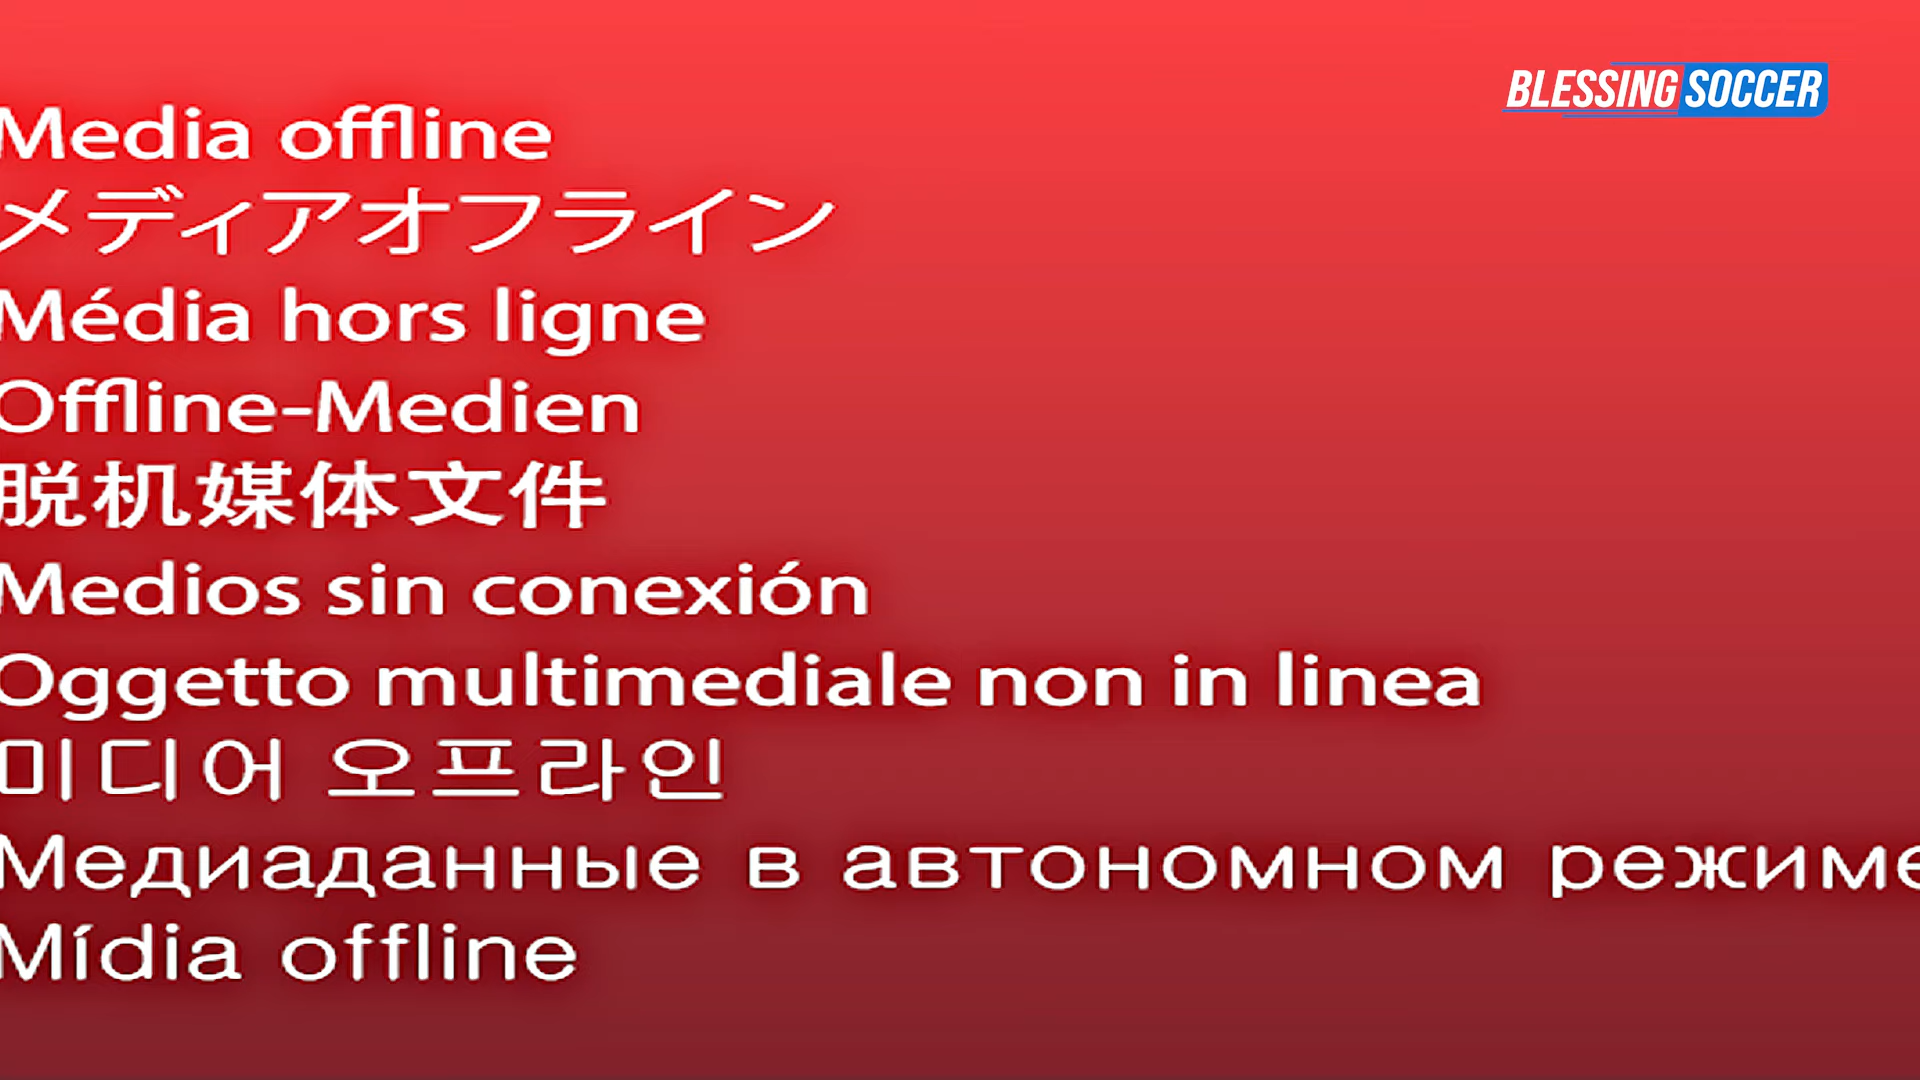 BLESSING SOCCER
Media offline
メディアオフライン
Média hors ligne
Offline-Medien
脱机媒体文件
Medios sin conexión
Oggetto multimediale non in linea
미디어 오프라인
Медиаданные в автономном режиме
Mídia offline